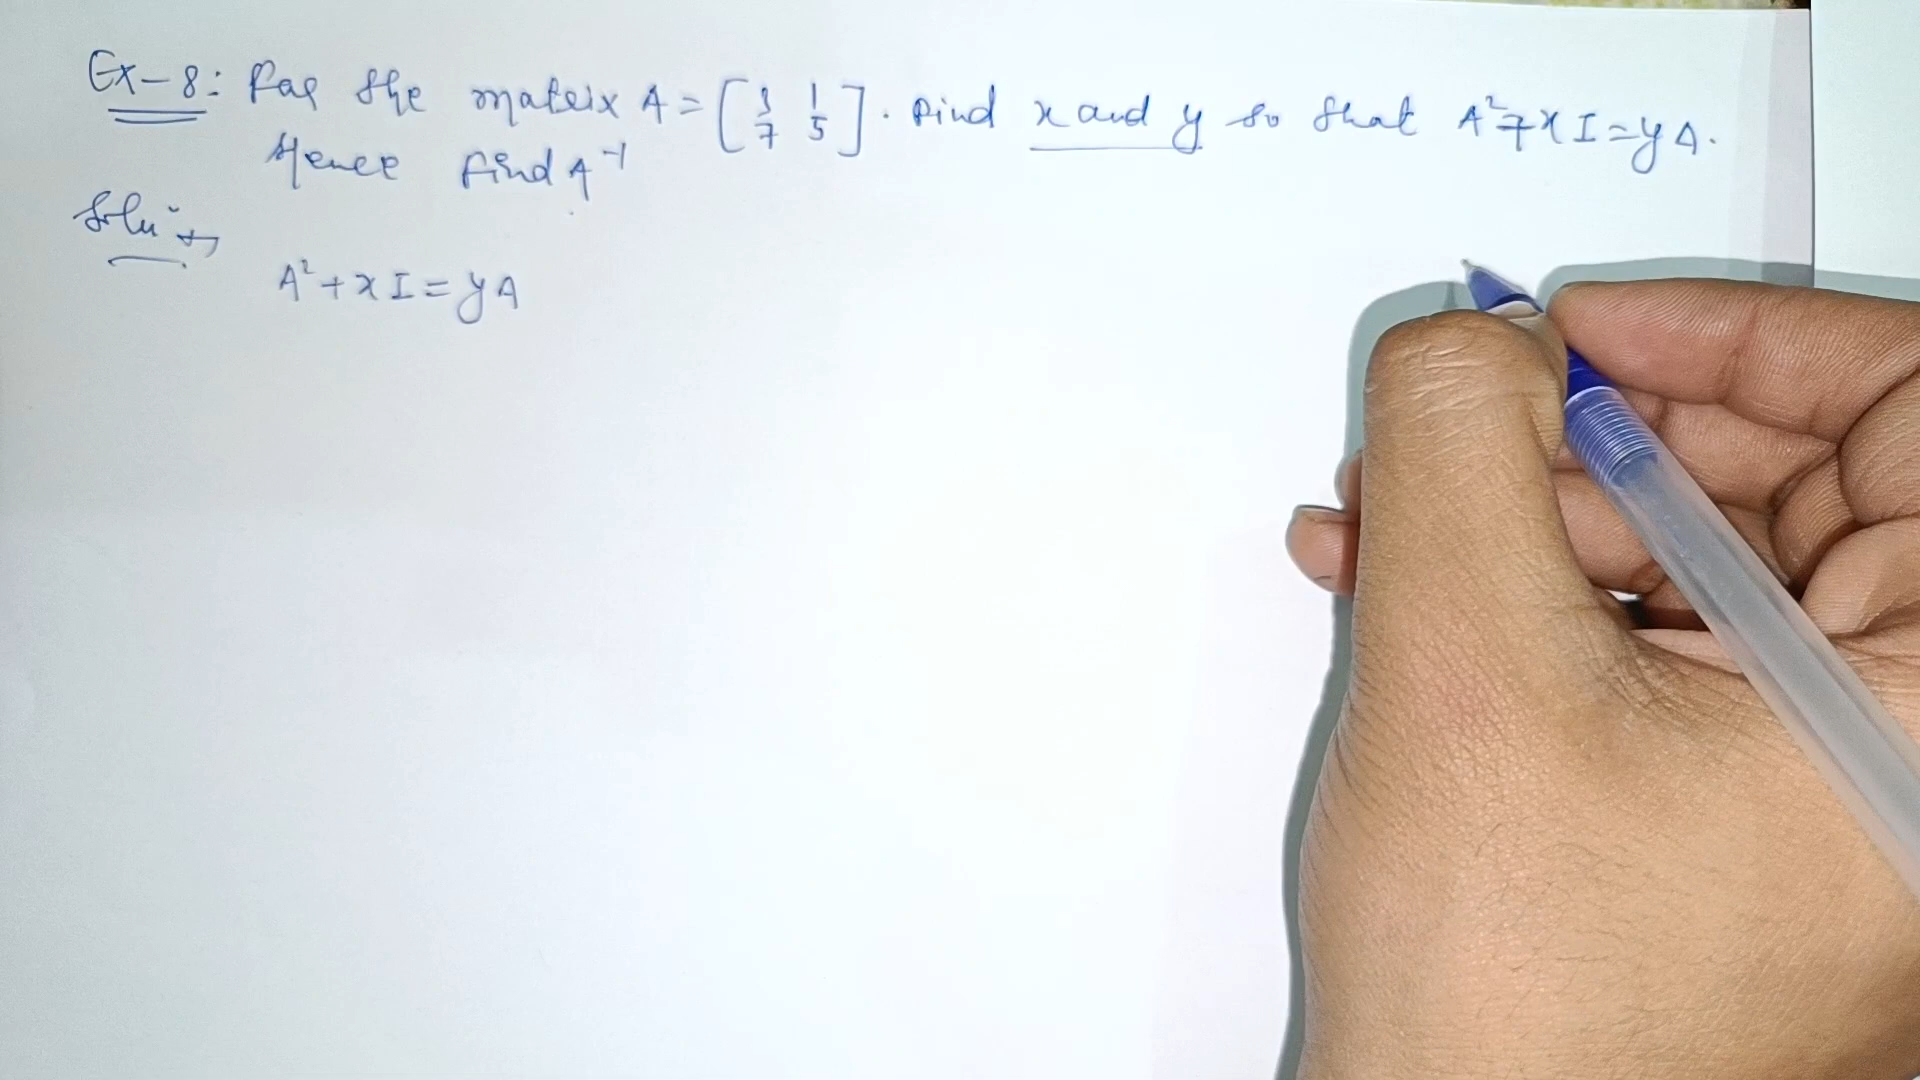 Ex-8: For the matrix A = [3 1 7 5]. Find x and y so that A²+xI=yA.
Hence find A⁻¹
Solu:→
A²+xI=yA